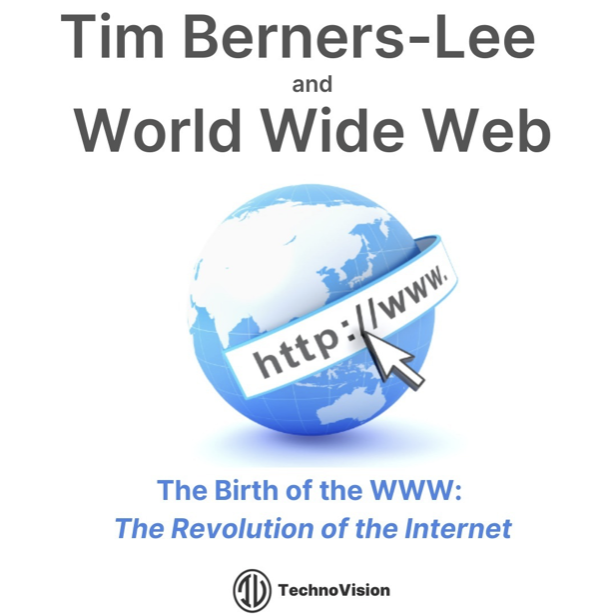 Tim Berners-Lee
and
World Wide Web
http://www.
The Birth of the WWW:
The Revolution of the Internet
TechnoVision